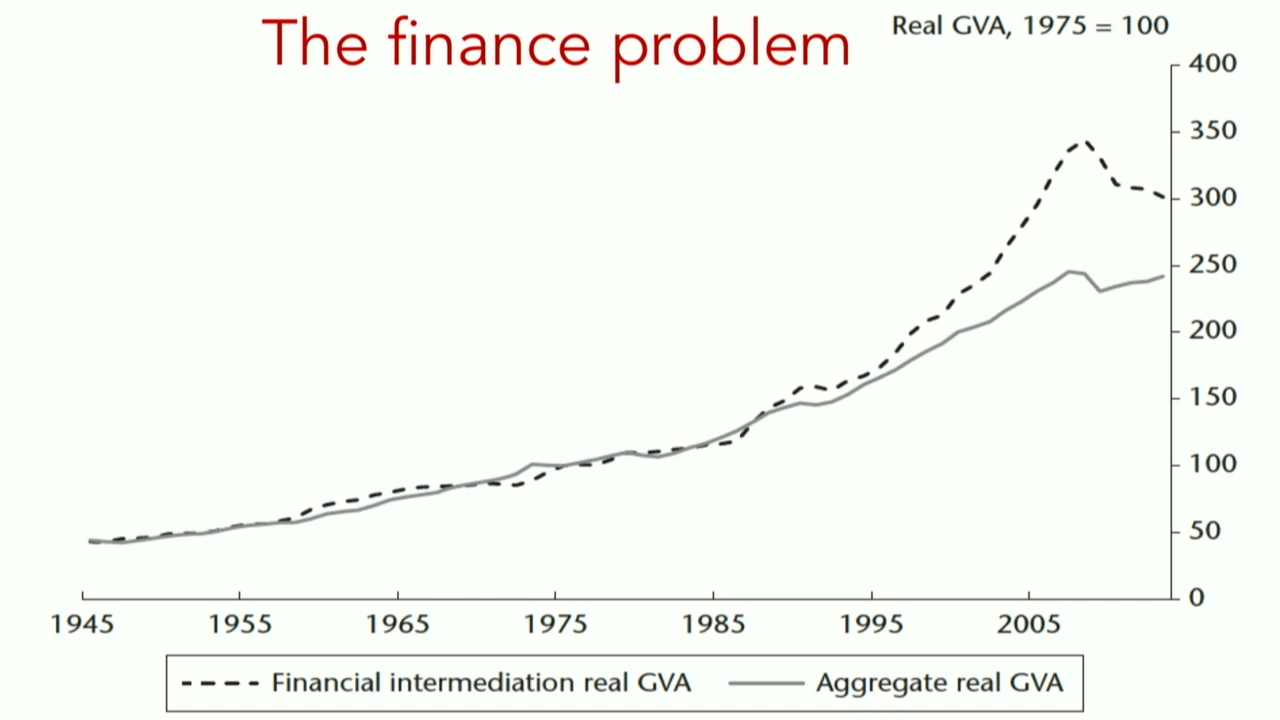 The finance problem
Real GVA, 1975 = 100
400
350
300
250
200
150
100
50
0
1945 1955 1965 1975 1985 1995 2005
Financial intermediation real GVA Aggregate real GVA